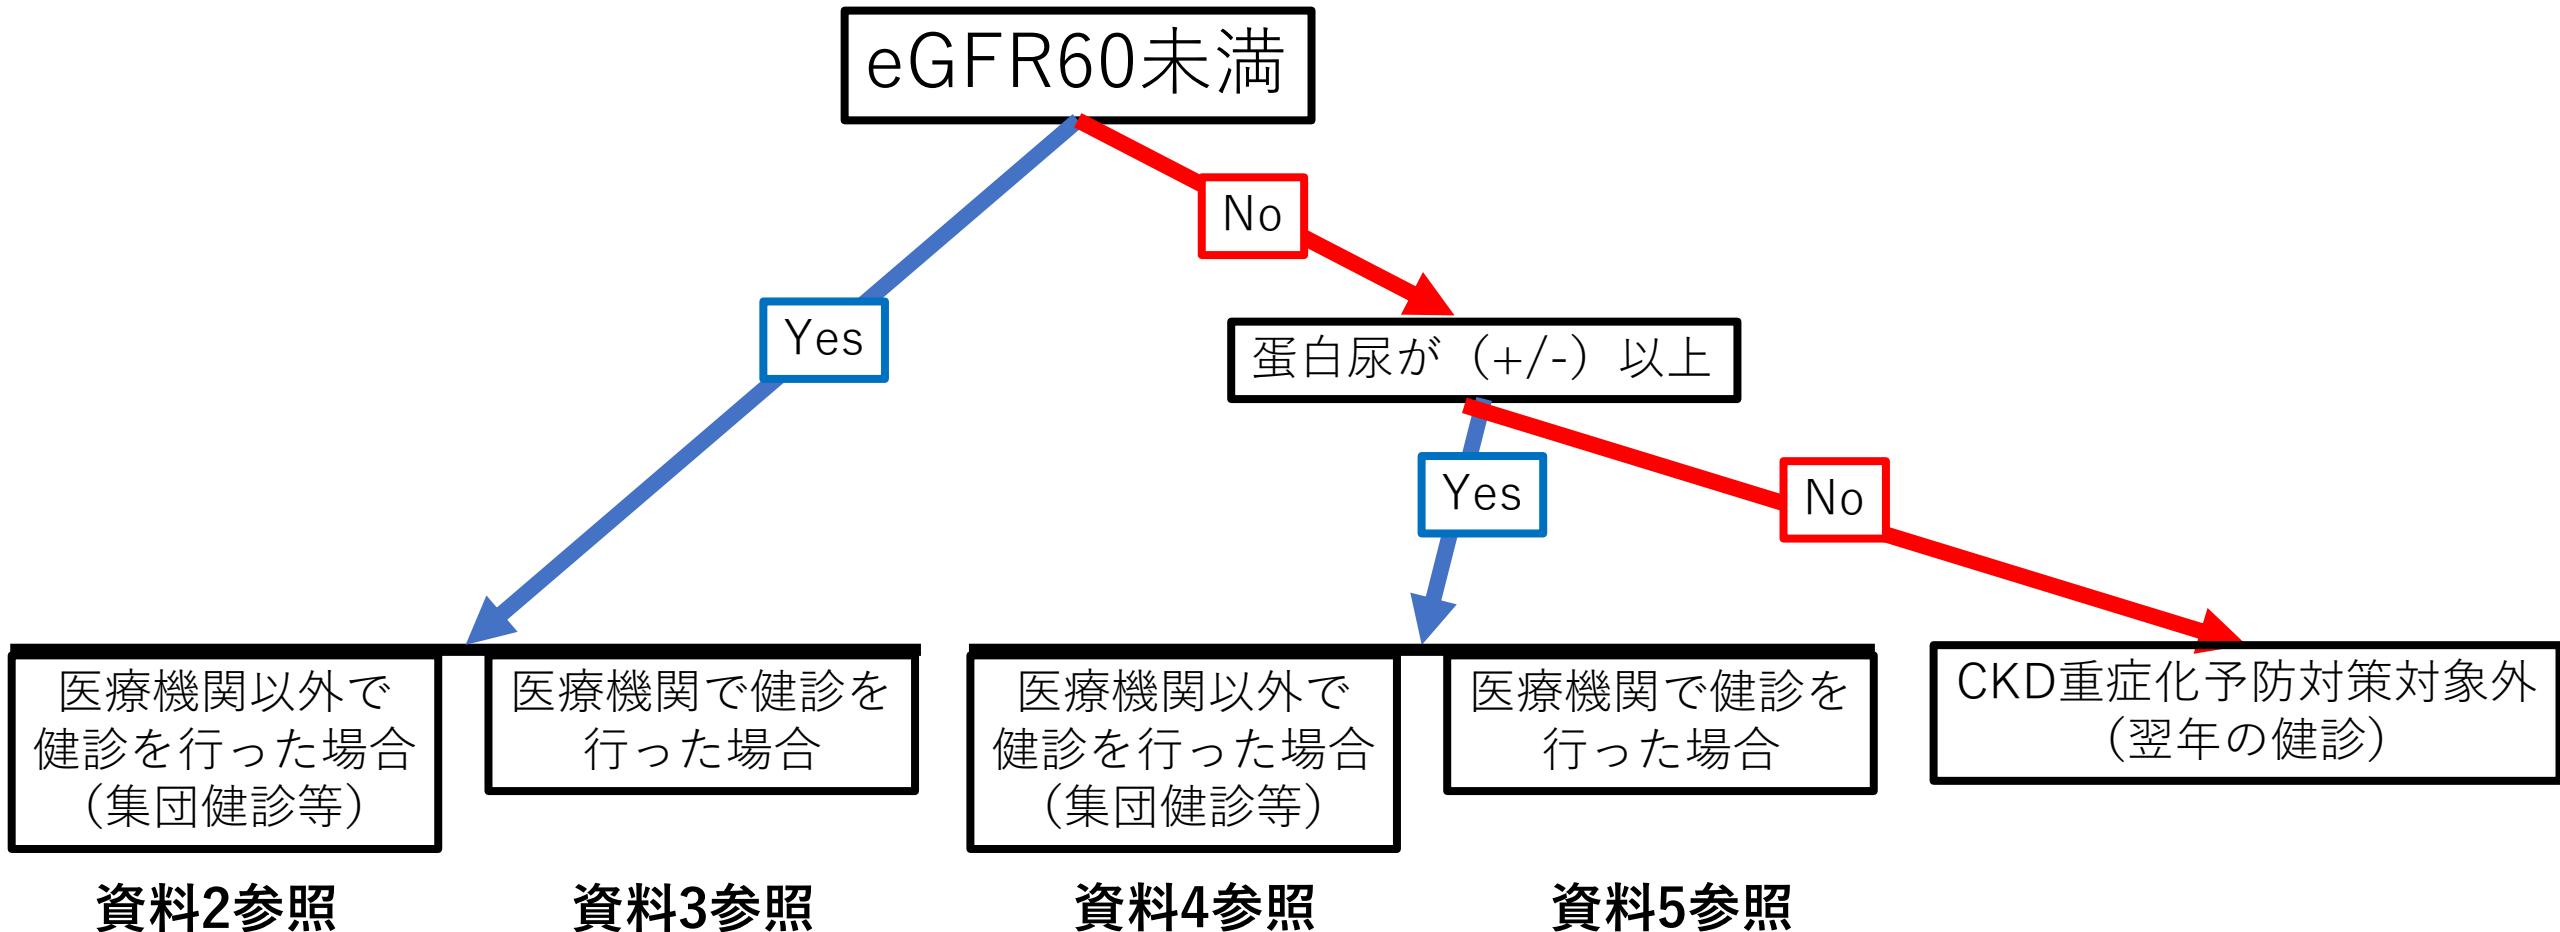 eGFR60未満
No
Yes
蛋白尿が（+/-）以上
Yes
No
医療機関以外で
健診を行った場合
（集団健診等）
医療機関で健診を
行った場合
医療機関以外で
健診を行った場合
（集団健診等）
医療機関で健診を
行った場合
CKD重症化予防対策対象外
（翌年の健診）
資料2参照
資料3参照
資料4参照
資料5参照